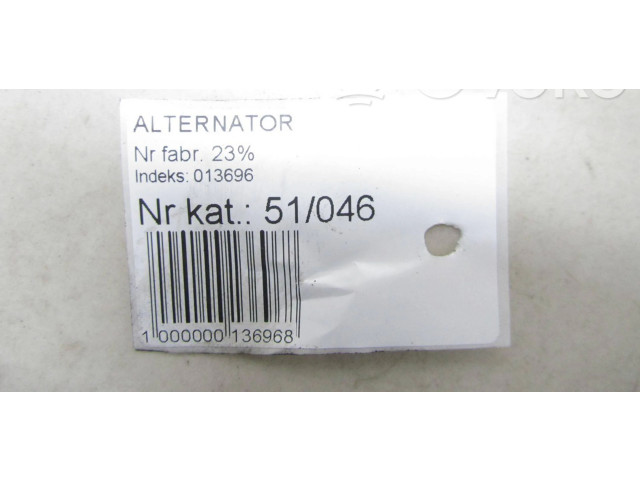 ALTERNATOR
Nr fabr. 23%
Indeks: 013696
Nr kat.: 51/046
1 000000 136968